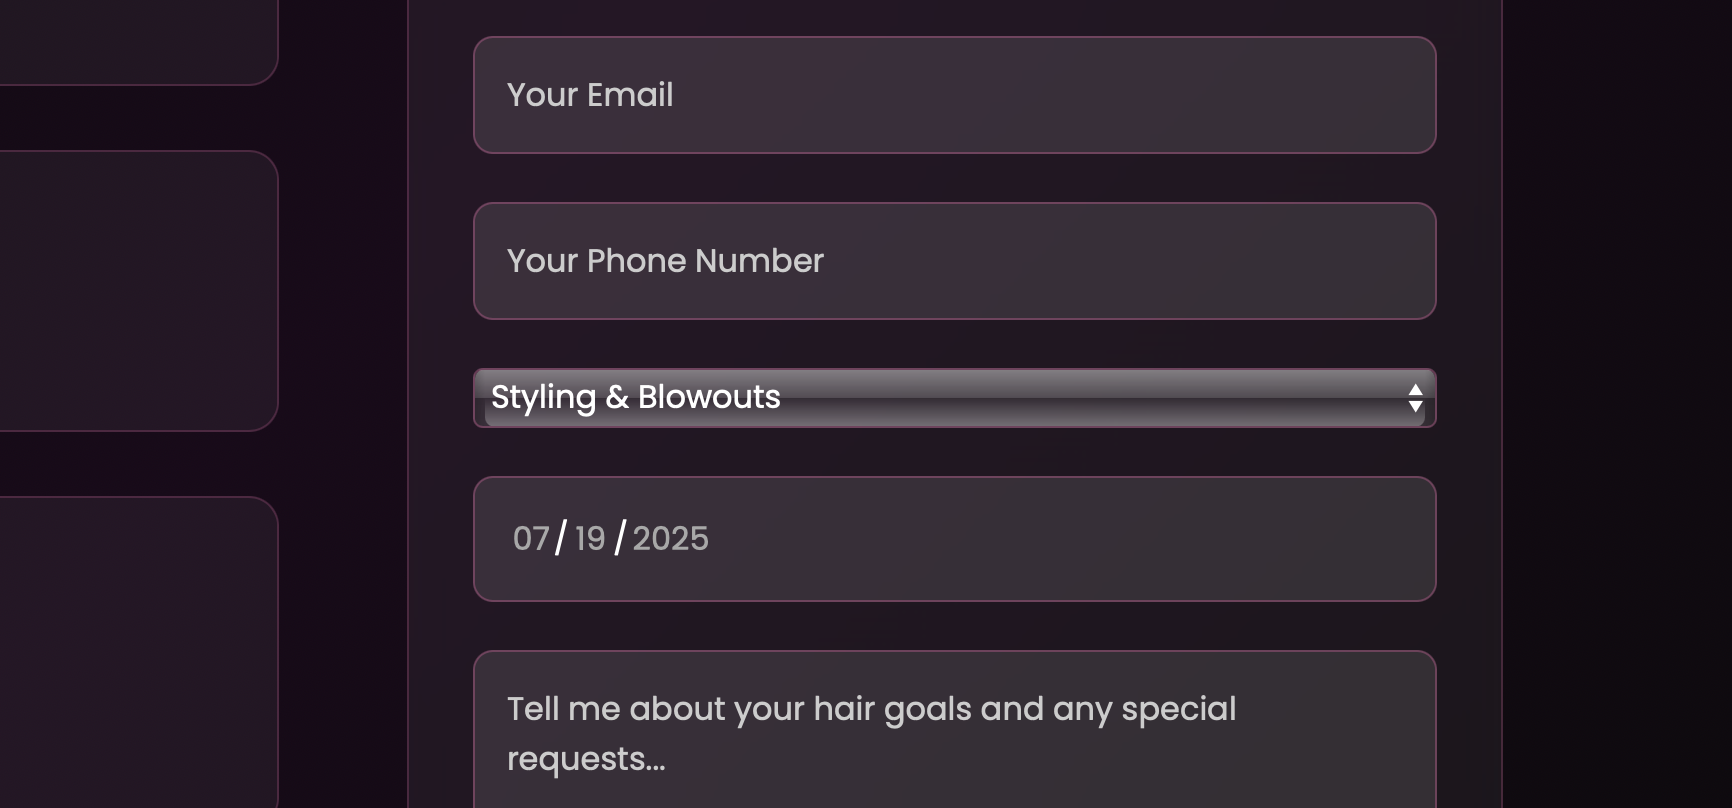 Your Email
Your Phone Number
Styling & Blowouts
07/19/2025
Tell me about your hair goals and any special
requests...